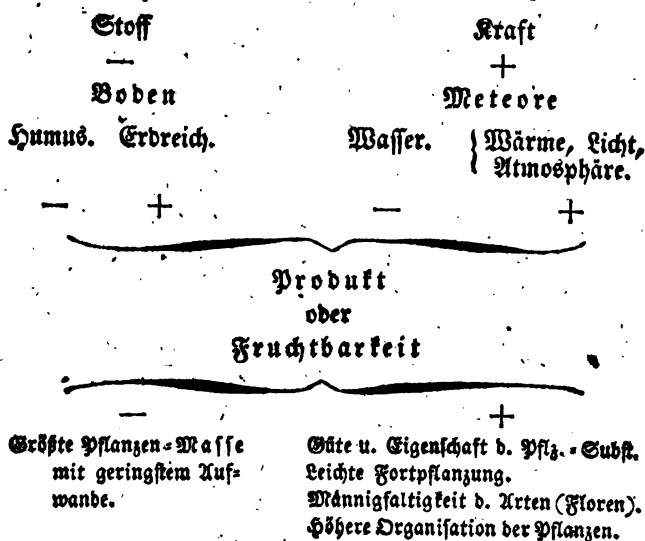 Stoff Kraft
— +
Boden Meteore
Humus. Erdreich. Wasser. { Wärme, Licht,
Atmosphäre.
— + — +
Produkt
oder
Fruchtbarkeit
— +
Größte Pflanzen-Masse
mit geringstem Auf-
wande.
Güte u. Eigenschaft d. Pflz.-Subst.
Leichte Fortpflanzung.
Männigfaltigkeit d. Arten (Floren).
Höhere Organisation der Pflanzen.